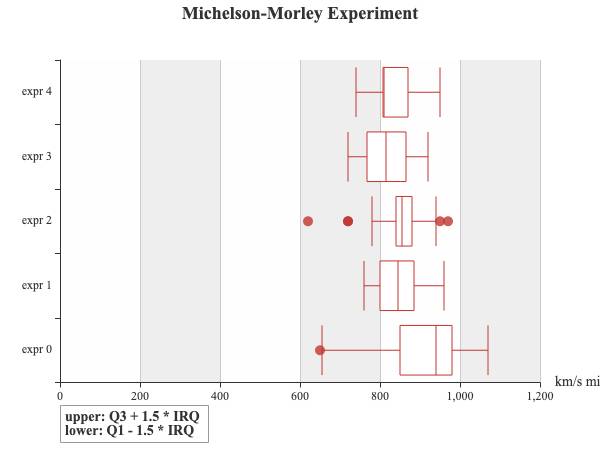 Michelson-Morley Experiment
expr 4
expr 3
expr 2
expr 1
expr 0
0 200 400 600 800 1,000 1,200
km/s mi
upper: Q3 + 1.5 * IRQ
lower: Q1 - 1.5 * IRQ